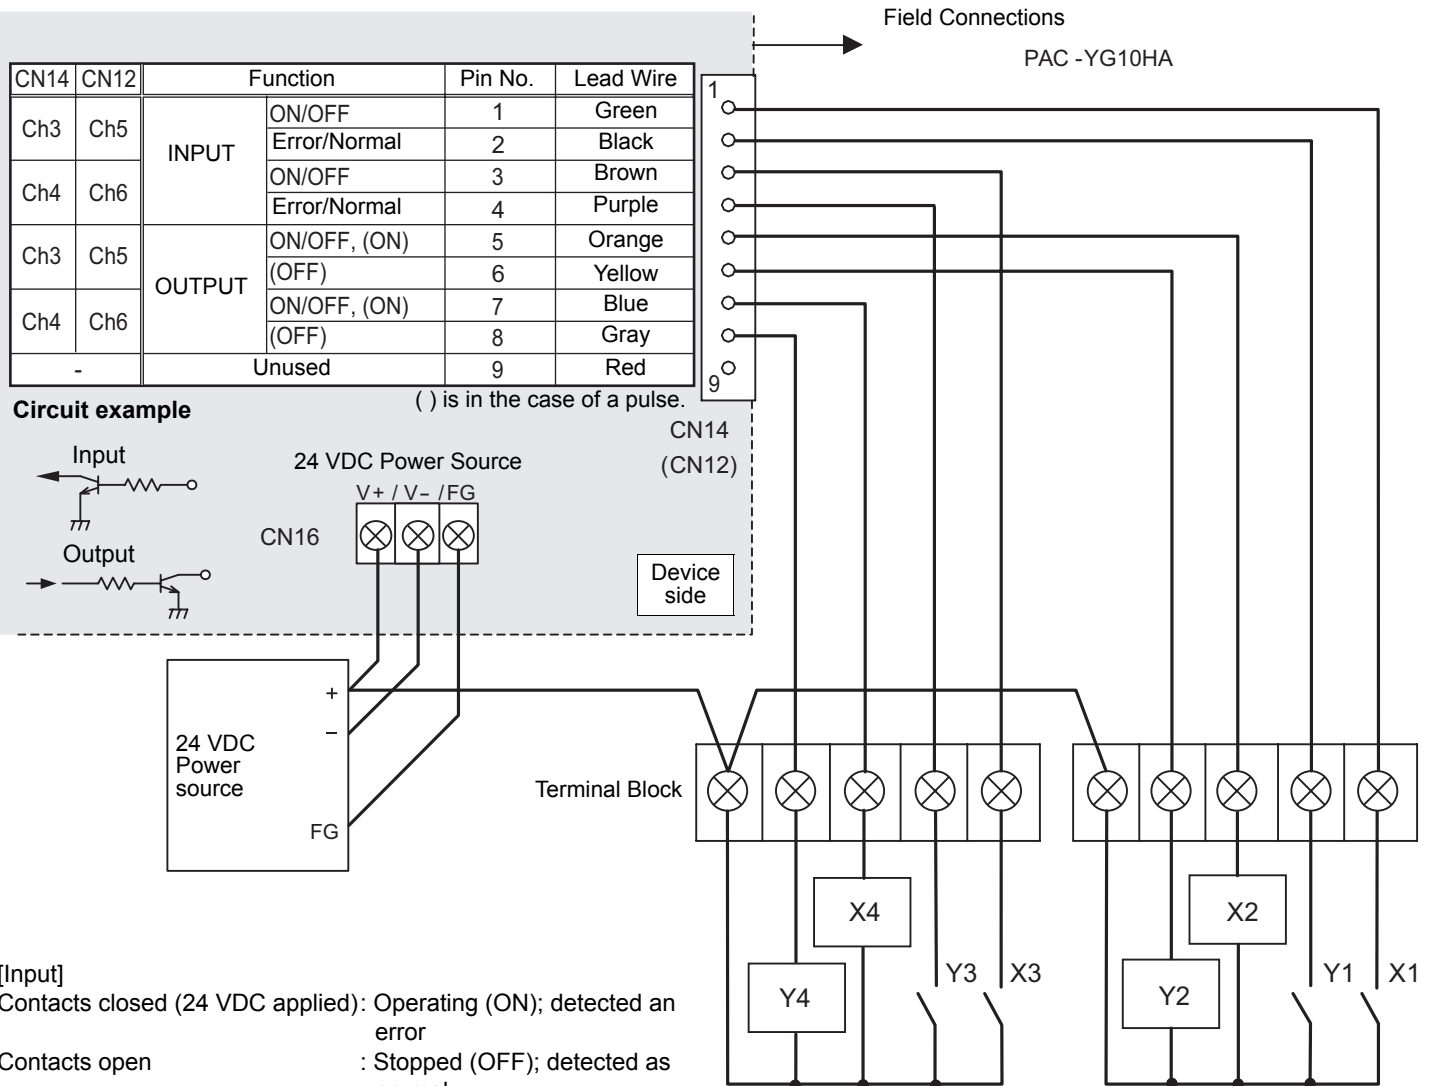 Field Connections
PAC -YG10HA
CN14 CN12 Function Pin No. Lead Wire
Ch3 Ch5 INPUT ON/OFF 1 Green
Error/Normal 2 Black
Ch4 Ch6 ON/OFF 3 Brown
Error/Normal 4 Purple
Ch3 Ch5 OUTPUT ON/OFF, (ON) 5 Orange
(OFF) 6 Yellow
Ch4 Ch6 ON/OFF, (ON) 7 Blue
(OFF) 8 Gray
- Unused 9 Red
1
9
( ) is in the case of a pulse.
CN14
(CN12)
Circuit example
Input
Output
24 VDC Power Source
V+ / V- / FG
CN16
Device
side
24 VDC
Power
source
+
-
FG
Terminal Block
X4
Y4
Y3
X3
X2
Y2
Y1
X1
[Input]
Contacts closed (24 VDC applied): Operating (ON); detected an
error
Contacts open : Stopped (OFF); detected as